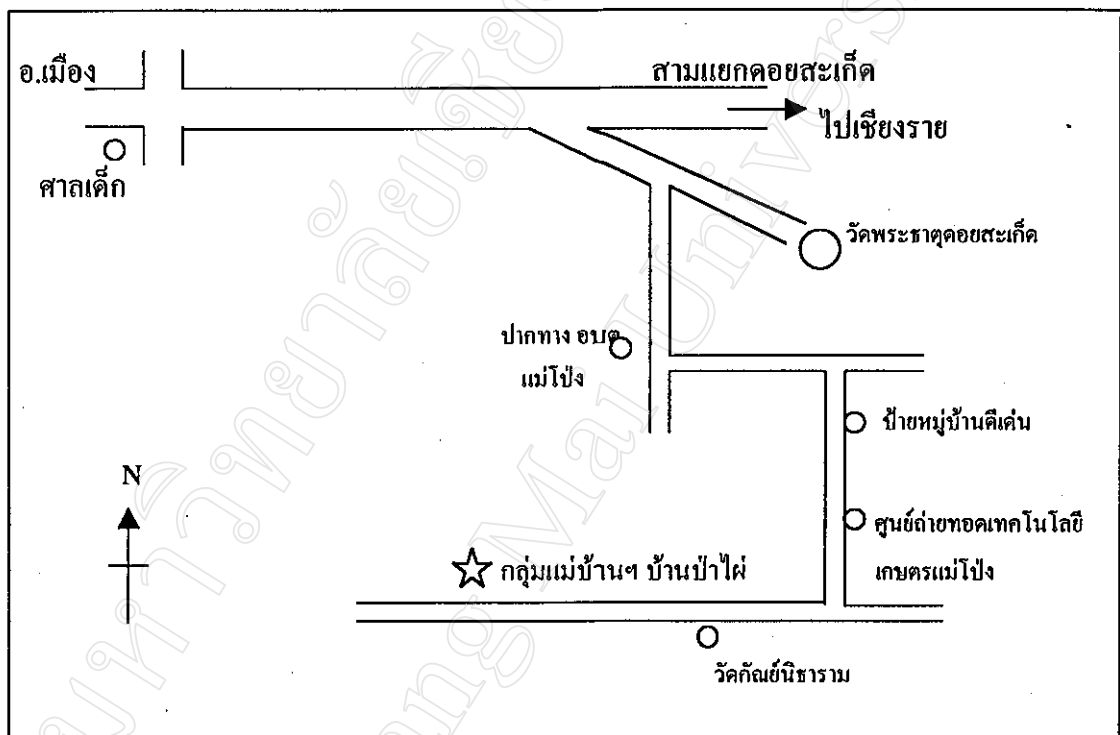 อ.เมือง
สามแยกดอยสะเก็ด
ไปเชียงราย
ศาลเด็ก
วัดพระธาตุดอยสะเก็ด
ปากทาง อบต
แม่โป่ง
ป้ายหมู่บ้านดีเด่น
N
ศูนย์ถ่ายทอดเทคโนโลยี
เกษตรแม่โป่ง
กลุ่มแม่บ้านฯ บ้านป่าไผ่
วัดกัณย์นิธาราม
Mai Univers